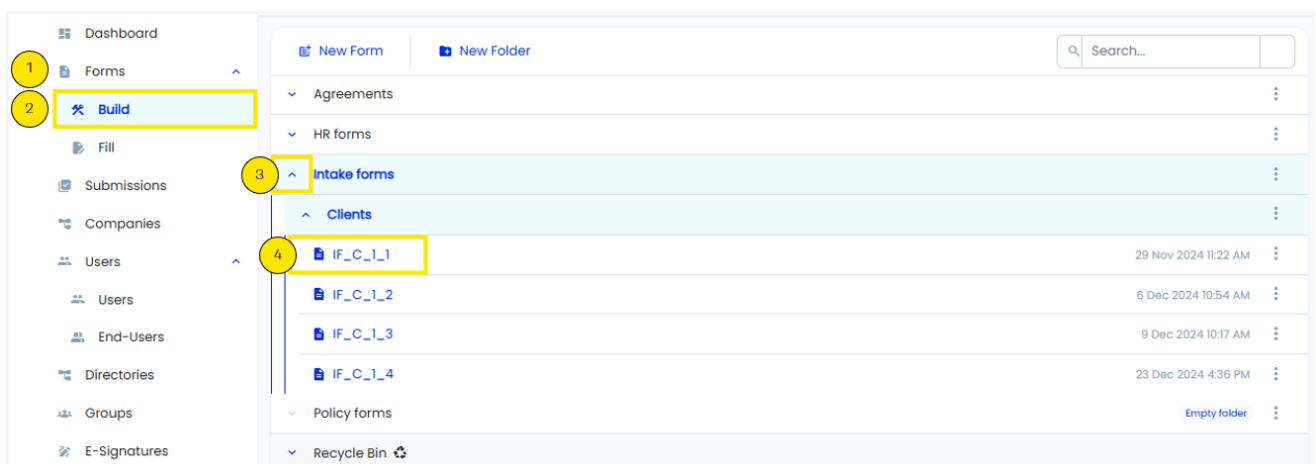 Dashboard
1
Forms
2
Build
Fill
Submissions
Companies
Users
Users
End-Users
Directories
Groups
E-Signatures
New Form
New Folder
Search...
Agreements
HR forms
3
Intake forms
Clients
4
IF_C_1_1 29 Nov 2024 11:22 AM
IF_C_1_2 6 Dec 2024 10:54 AM
IF_C_1_3 9 Dec 2024 10:17 AM
IF_C_1_4 23 Dec 2024 4:36 PM
Policy forms Empty folder
Recycle Bin